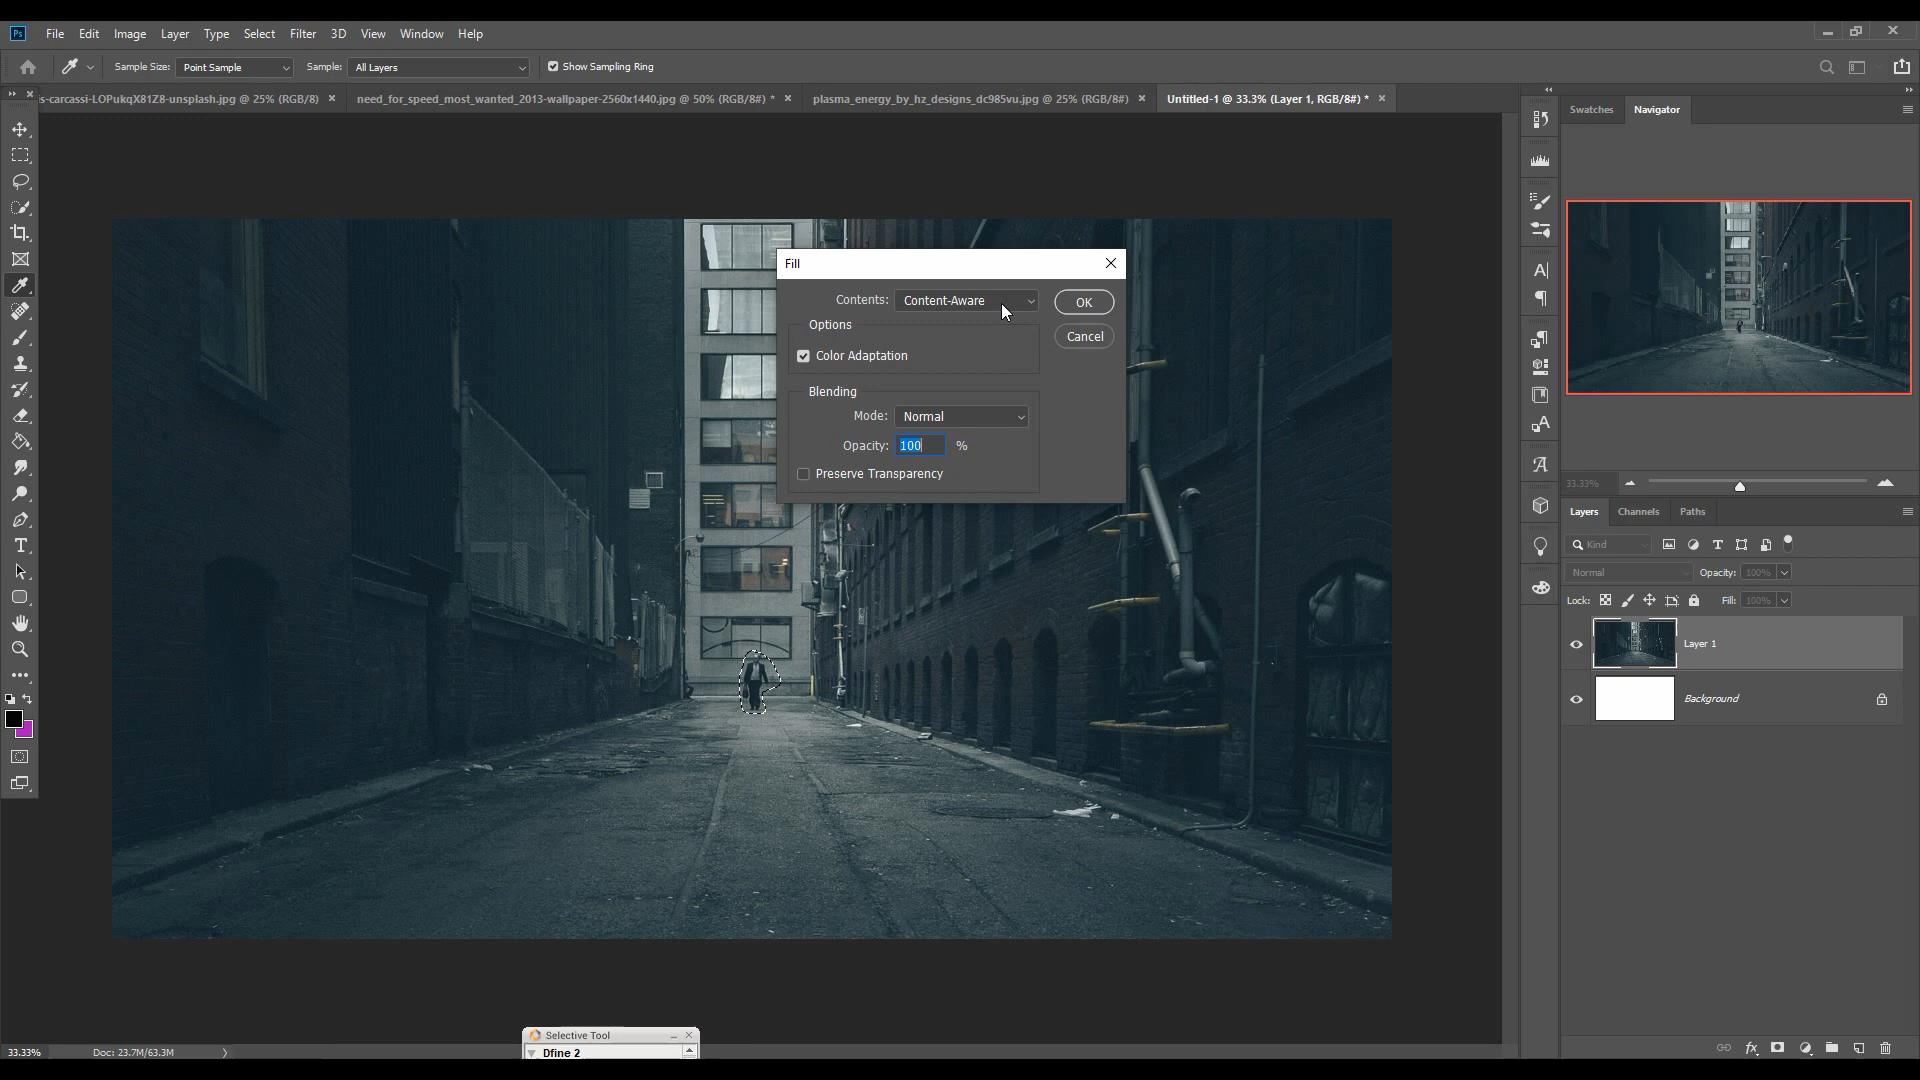 Ps File Edit Image Layer Type Select Filter 3D View Window Help
Sample Size: Point Sample Sample: All Layers Show Sampling Ring
s-carcassi-LOPukqX81Z8-unsplash.jpg @ 25% (RGB/8) need_for_speed_most_wanted_2013-wallpaper-2560x1440.jpg @ 50% (RGB/8#) * plasma_energy_by_hz_designs_dc985vu.jpg @ 25% (RGB/8#) Untitled-1 @ 33.3% (Layer 1, RGB/8#) *
Swatches Navigator
Fill
Contents: Content-Aware OK
Options
Cancel
Color Adaptation
Blending
Mode: Normal
Opacity: 100 %
Preserve Transparency
33.33%
Layers Channels Paths
Kind
Normal Opacity: 100%
Lock: Fill: 100%
Layer 1
Background
Selective Tool
Dfine 2
33.33% Doc: 23.7M/63.3M